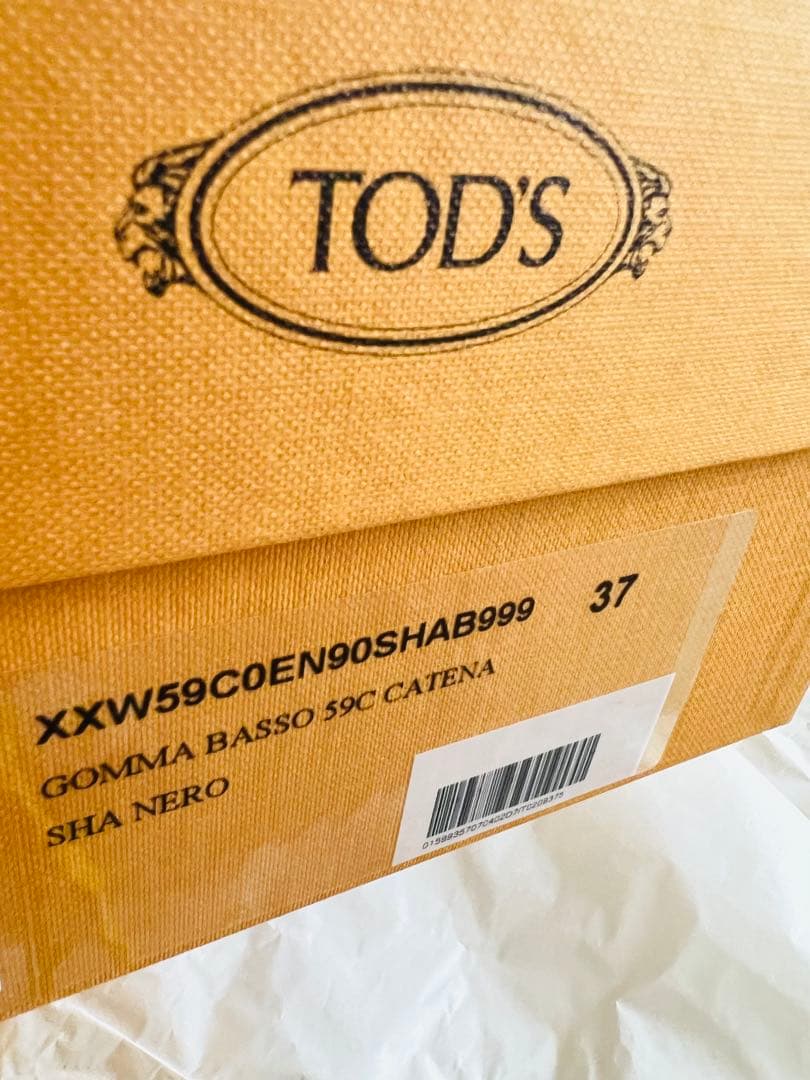 TOD'S
XXW59C0EN90SHAB999 37
GOMMA BASSO 59C CATENA
SHA NERO